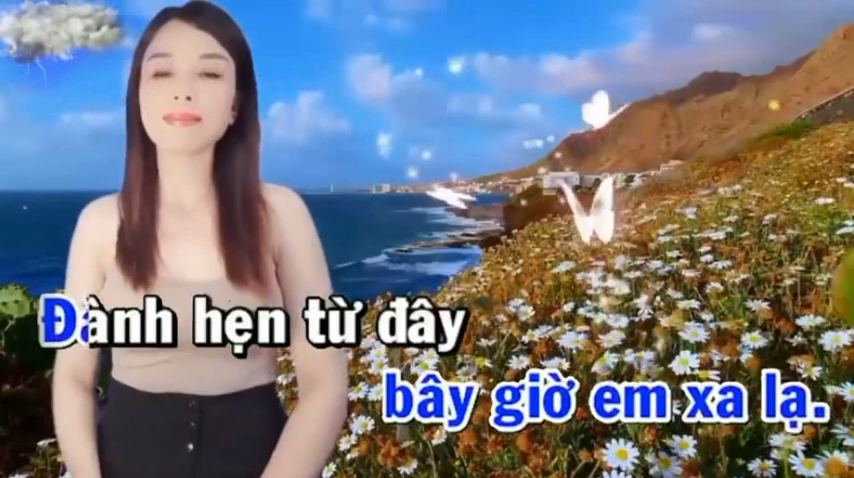 Đành hẹn từ đây
bây giờ em xa lạ.